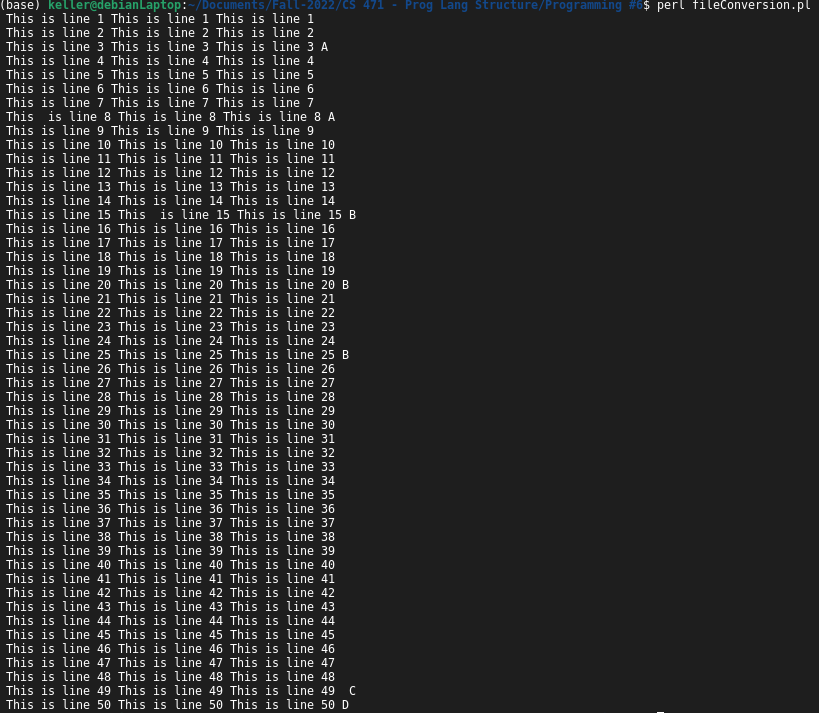 (base) keller@debianLaptop:~/Documents/Fall-2022/CS 471 - Prog Lang Structure/Programming #6$ perl fileConversion.pl
This is line 1 This is line 1 This is line 1
This is line 2 This is line 2 This is line 2
This is line 3 This is line 3 This is line 3 A
This is line 4 This is line 4 This is line 4
This is line 5 This is line 5 This is line 5
This is line 6 This is line 6 This is line 6
This is line 7 This is line 7 This is line 7
This  is line 8 This is line 8 This is line 8 A
This is line 9 This is line 9 This is line 9
This is line 10 This is line 10 This is line 10
This is line 11 This is line 11 This is line 11
This is line 12 This is line 12 This is line 12
This is line 13 This is line 13 This is line 13
This is line 14 This is line 14 This is line 14
This is line 15 This  is line 15 This is line 15 B
This is line 16 This is line 16 This is line 16
This is line 17 This is line 17 This is line 17
This is line 18 This is line 18 This is line 18
This is line 19 This is line 19 This is line 19
This is line 20 This is line 20 This is line 20 B
This is line 21 This is line 21 This is line 21
This is line 22 This is line 22 This is line 22
This is line 23 This is line 23 This is line 23
This is line 24 This is line 24 This is line 24
This is line 25 This is line 25 This is line 25 B
This is line 26 This is line 26 This is line 26
This is line 27 This is line 27 This is line 27
This is line 28 This is line 28 This is line 28
This is line 29 This is line 29 This is line 29
This is line 30 This is line 30 This is line 30
This is line 31 This is line 31 This is line 31
This is line 32 This is line 32 This is line 32
This is line 33 This is line 33 This is line 33
This is line 34 This is line 34 This is line 34
This is line 35 This is line 35 This is line 35
This is line 36 This is line 36 This is line 36
This is line 37 This is line 37 This is line 37
This is line 38 This is line 38 This is line 38
This is line 39 This is line 39 This is line 39
This is line 40 This is line 40 This is line 40
This is line 41 This is line 41 This is line 41
This is line 42 This is line 42 This is line 42
This is line 43 This is line 43 This is line 43
This is line 44 This is line 44 This is line 44
This is line 45 This is line 45 This is line 45
This is line 46 This is line 46 This is line 46
This is line 47 This is line 47 This is line 47
This is line 48 This is line 48 This is line 48
This is line 49 This is line 49 This is line 49  C
This is line 50 This is line 50 This is line 50 D